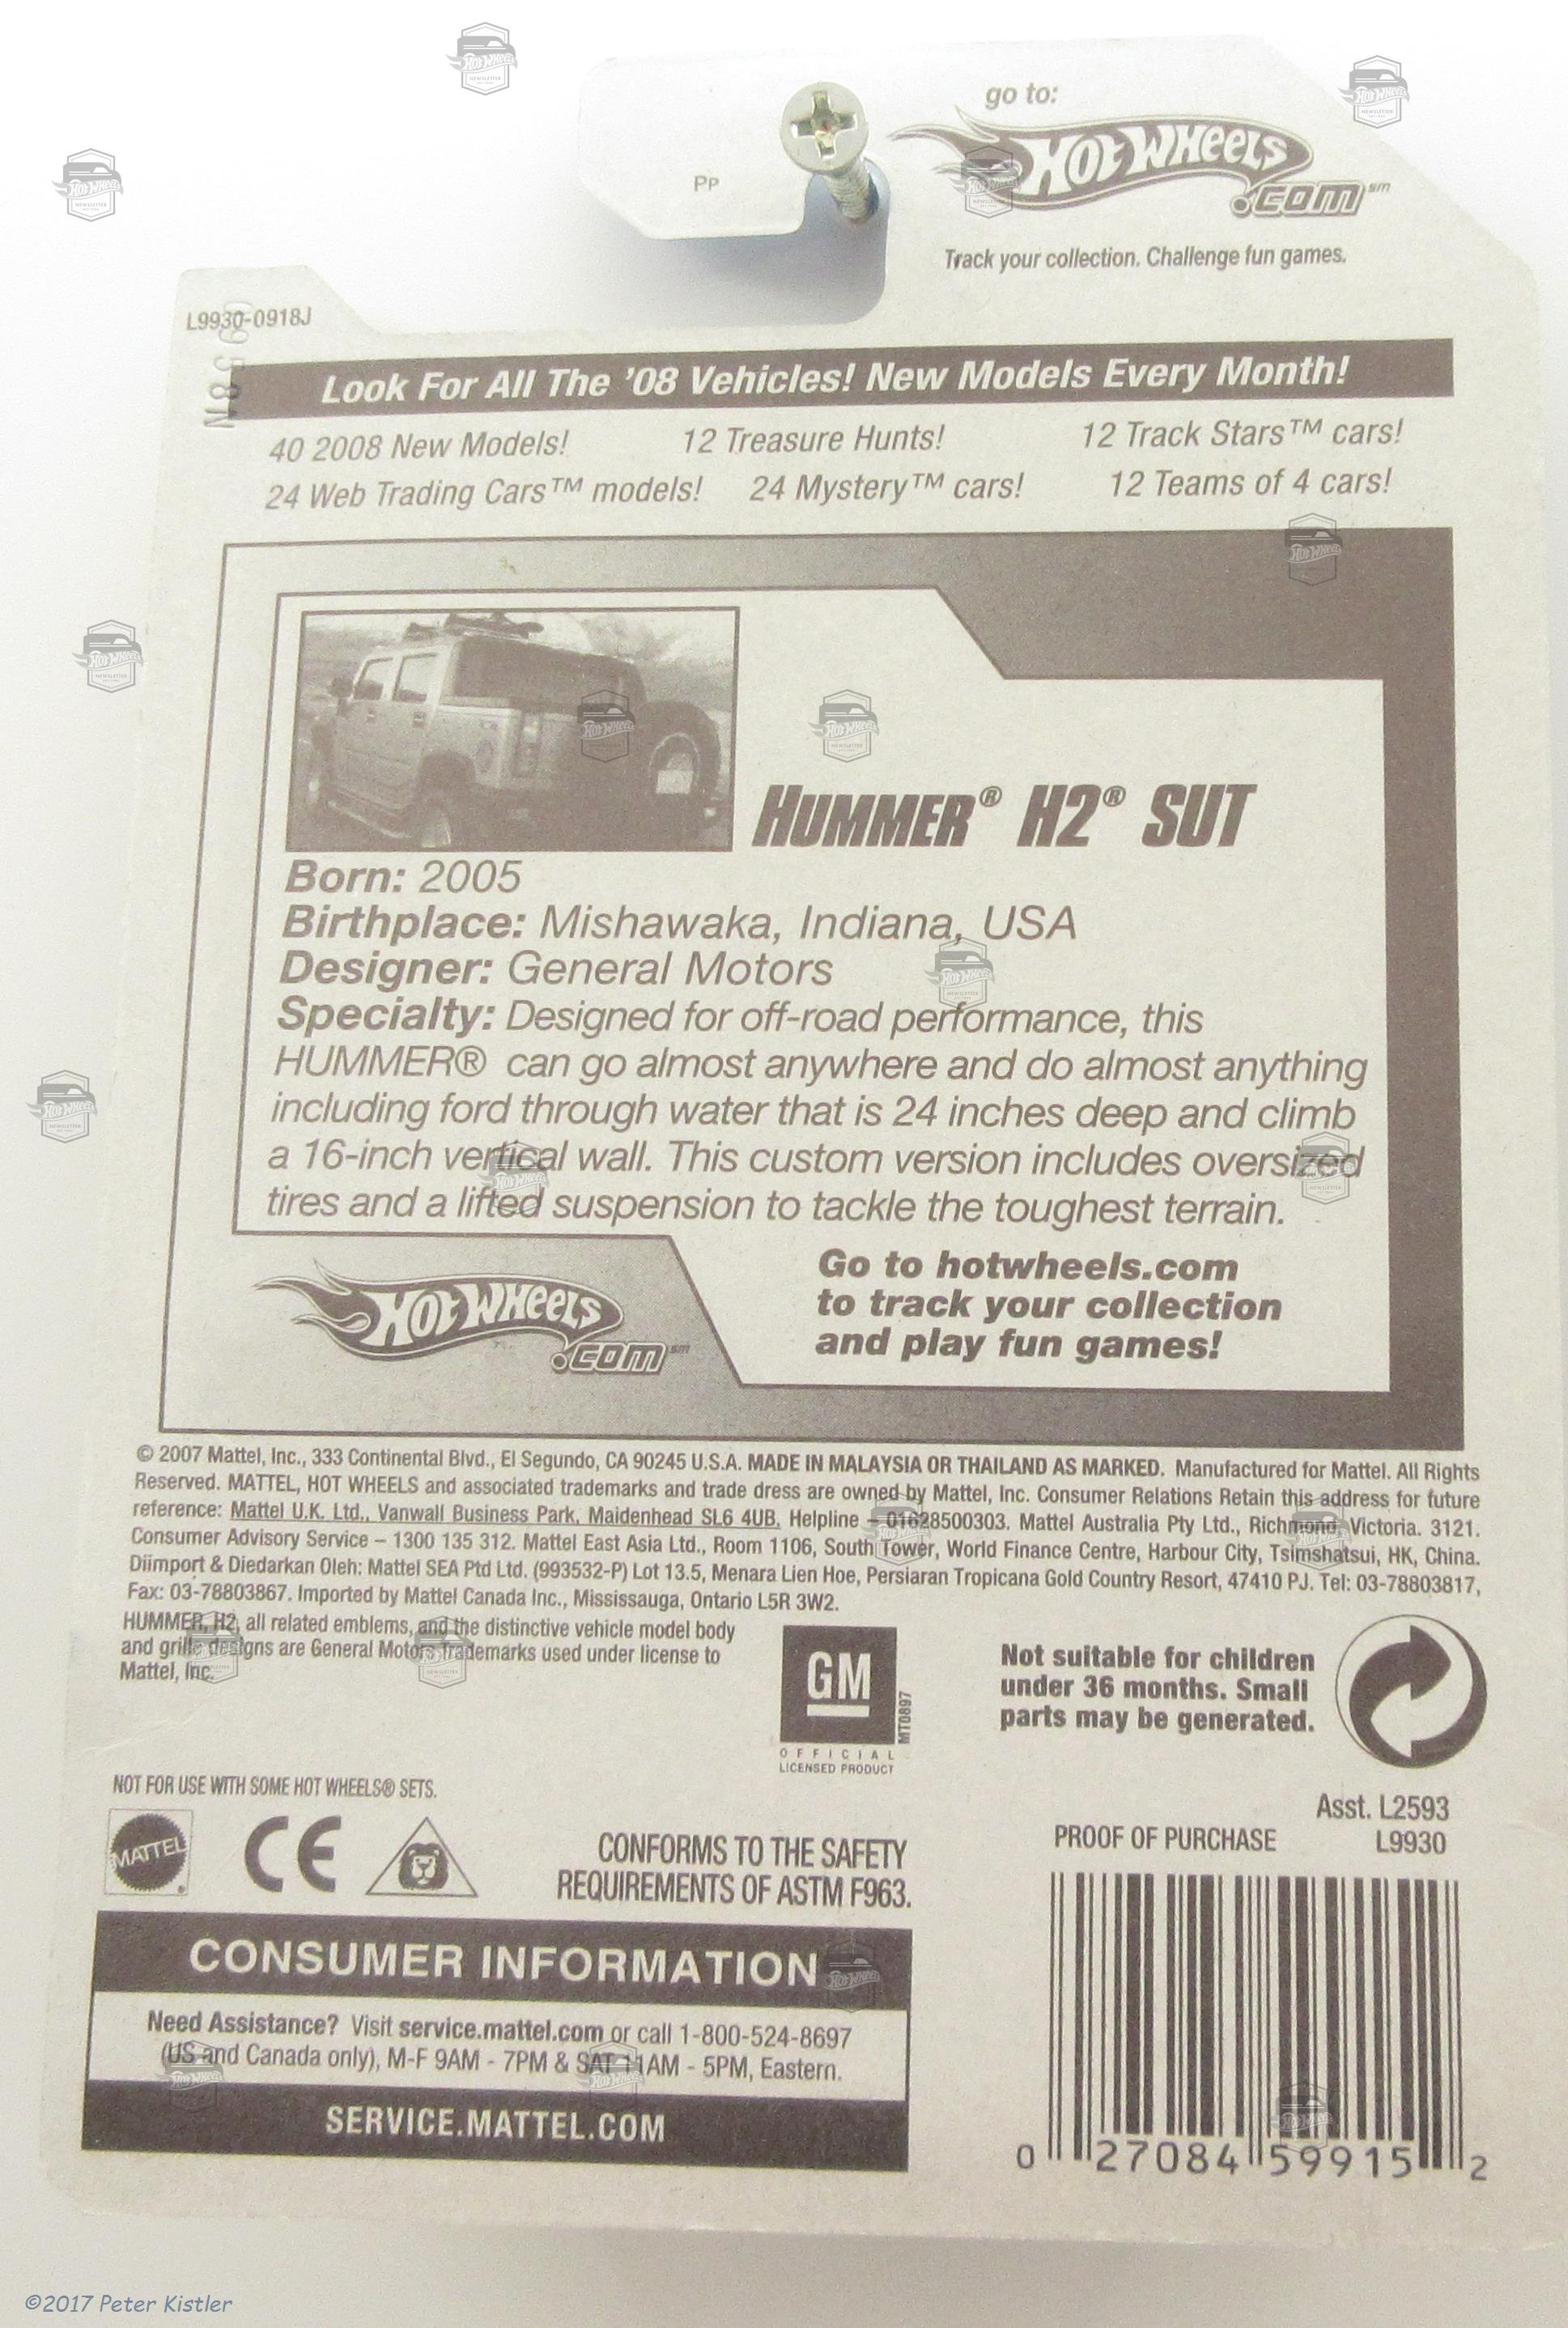 go to:
Hot Wheels
.com℠
PP
Track your collection. Challenge fun games.
L9930-0918J
Look For All The '08 Vehicles! New Models Every Month!
40 2008 New Models! 12 Treasure Hunts! 12 Track Stars™ cars!
24 Web Trading Cars™ models! 24 Mystery™ cars! 12 Teams of 4 cars!
HUMMER® H2® SUT
Born: 2005
Birthplace: Mishawaka, Indiana, USA
Designer: General Motors
Specialty: Designed for off-road performance, this
HUMMER® can go almost anywhere and do almost anything
including ford through water that is 24 inches deep and climb
a 16-inch vertical wall. This custom version includes oversized
tires and a lifted suspension to tackle the toughest terrain.
Hot Wheels
.com℠
Go to hotwheels.com
to track your collection
and play fun games!
© 2007 Mattel, Inc., 333 Continental Blvd., El Segundo, CA 90245 U.S.A. MADE IN MALAYSIA OR THAILAND AS MARKED. Manufactured for Mattel. All Rights
Reserved. MATTEL, HOT WHEELS and associated trademarks and trade dress are owned by Mattel, Inc. Consumer Relations Retain this address for future
reference: Mattel U.K. Ltd., Vanwall Business Park, Maidenhead SL6 4UB. Helpline – 01628500303. Mattel Australia Pty Ltd., Richmond, Victoria. 3121.
Consumer Advisory Service – 1300 135 312. Mattel East Asia Ltd., Room 1106, South Tower, World Finance Centre, Harbour City, Tsimshatsui, HK, China.
Diimport & Diedarkan Oleh: Mattel SEA Ptd Ltd. (993532-P) Lot 13.5, Menara Lien Hoe, Persiaran Tropicana Gold Country Resort, 47410 PJ. Tel: 03-78803817,
Fax: 03-78803867. Imported by Mattel Canada Inc., Mississauga, Ontario L5R 3W2.
HUMMER, H2, all related emblems, and the distinctive vehicle model body
and grille designs are General Motors Trademarks used under license to
Mattel, Inc.
GM
MT0897
OFFICIAL
LICENSED PRODUCT
Not suitable for children
under 36 months. Small
parts may be generated.
NOT FOR USE WITH SOME HOT WHEELS® SETS.
MATTEL
CE
CONFORMS TO THE SAFETY
REQUIREMENTS OF ASTM F963.
Asst. L2593
PROOF OF PURCHASE L9930
CONSUMER INFORMATION
Need Assistance? Visit service.mattel.com or call 1-800-524-8697
(US and Canada only), M-F 9AM - 7PM & SAT 11AM - 5PM, Eastern.
SERVICE.MATTEL.COM
0 27084 59915 2
©2017 Peter Kistler